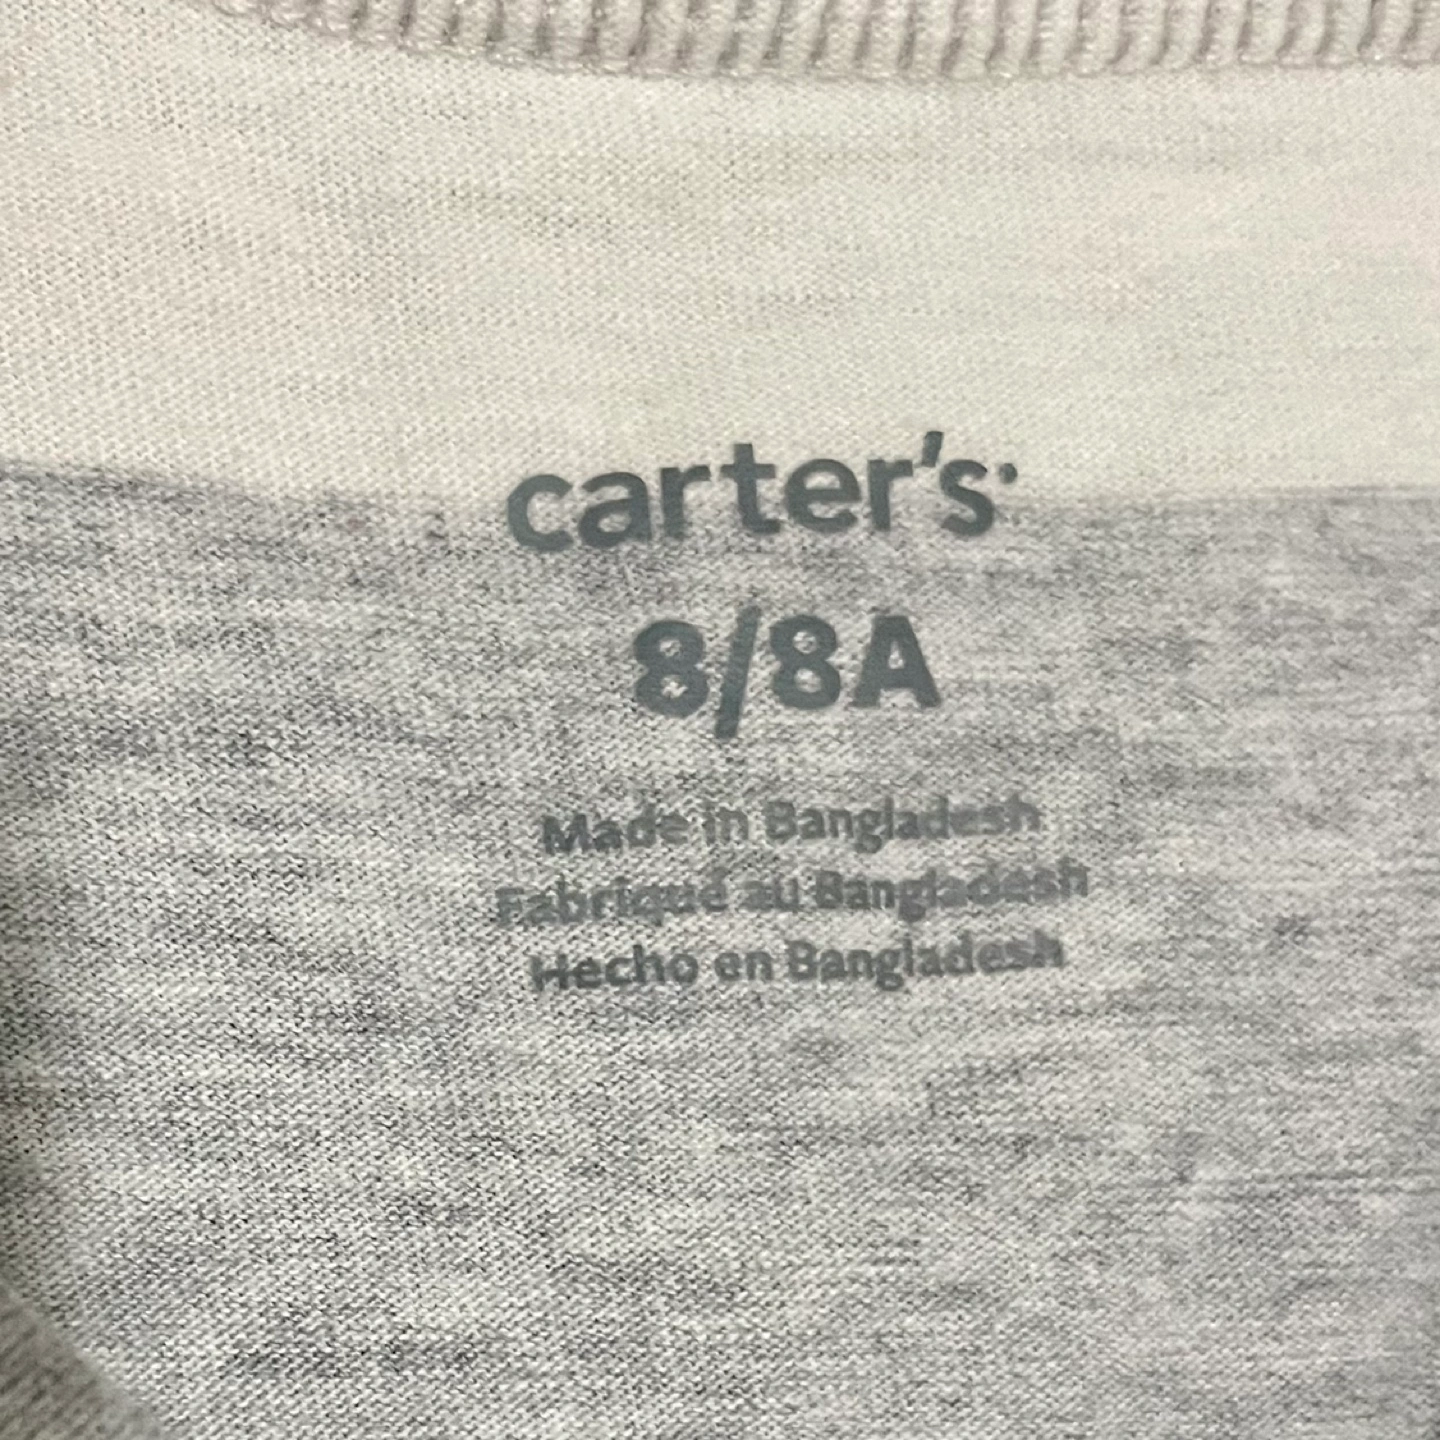 carter's
8/8A
Made in Bangladesh
Fabriqué au Bangladesh
Hecho en Bangladesh